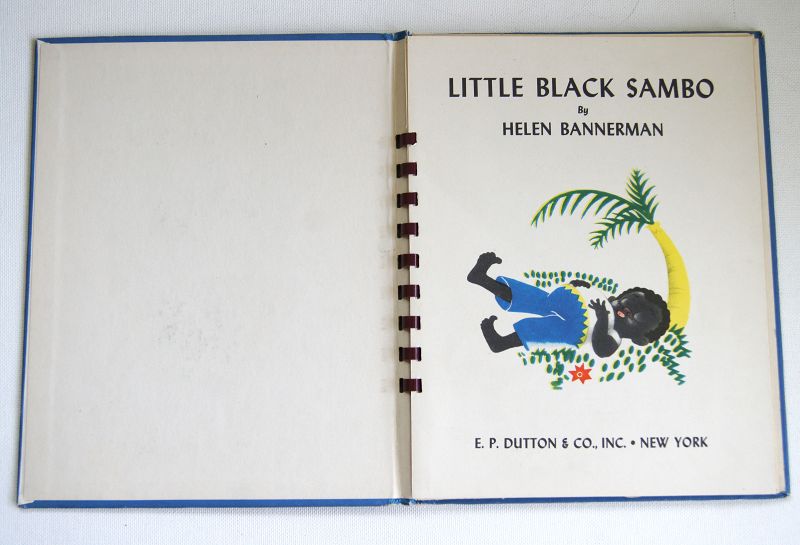 LITTLE BLACK SAMBO
By
HELEN BANNERMAN
E. P. DUTTON & CO., INC. • NEW YORK